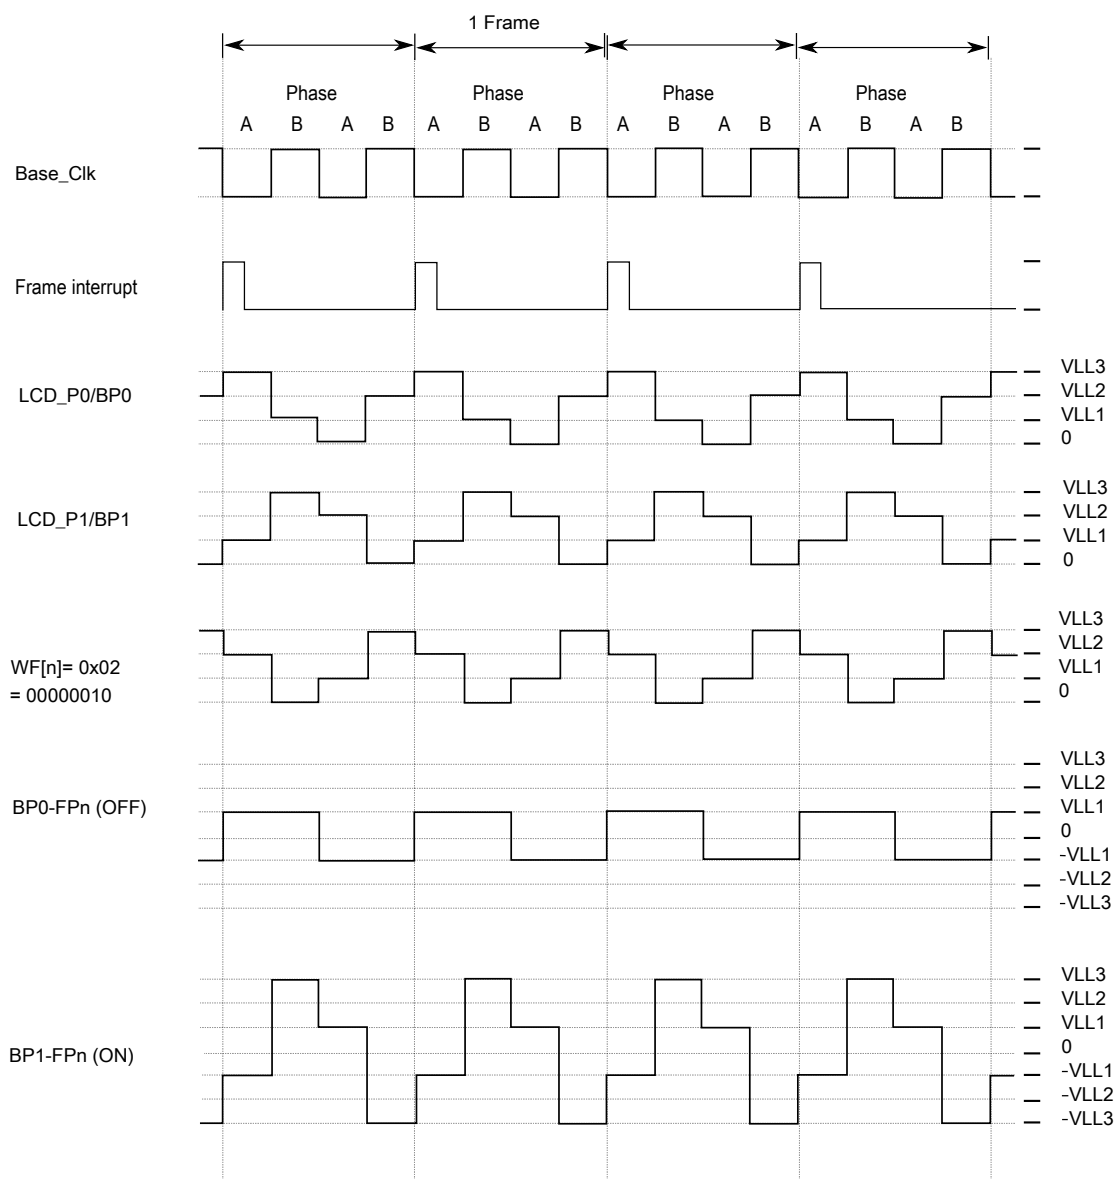 1 Frame
Phase Phase Phase Phase
A B A B A B A B A B A B A B A B
Base_Clk
Frame interrupt
LCD_P0/BP0
VLL3
VLL2
VLL1
0
LCD_P1/BP1
VLL3
VLL2
VLL1
0
WF[n]= 0x02
= 00000010
VLL3
VLL2
VLL1
0
BP0-FPn (OFF)
VLL3
VLL2
VLL1
0
-VLL1
-VLL2
-VLL3
BP1-FPn (ON)
VLL3
VLL2
VLL1
0
-VLL1
-VLL2
-VLL3